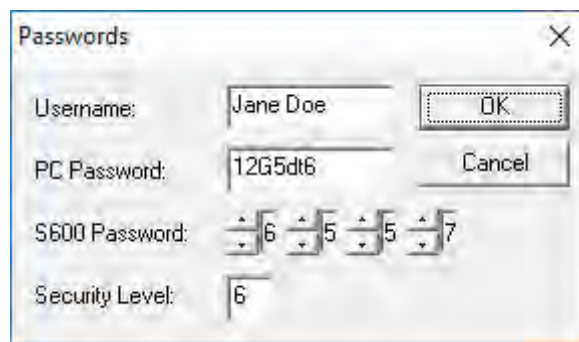 Passwords
Username: Jane Doe OK
PC Password: 12G5dt6 Cancel
S600 Password: 6 5 5 7
Security Level: 6